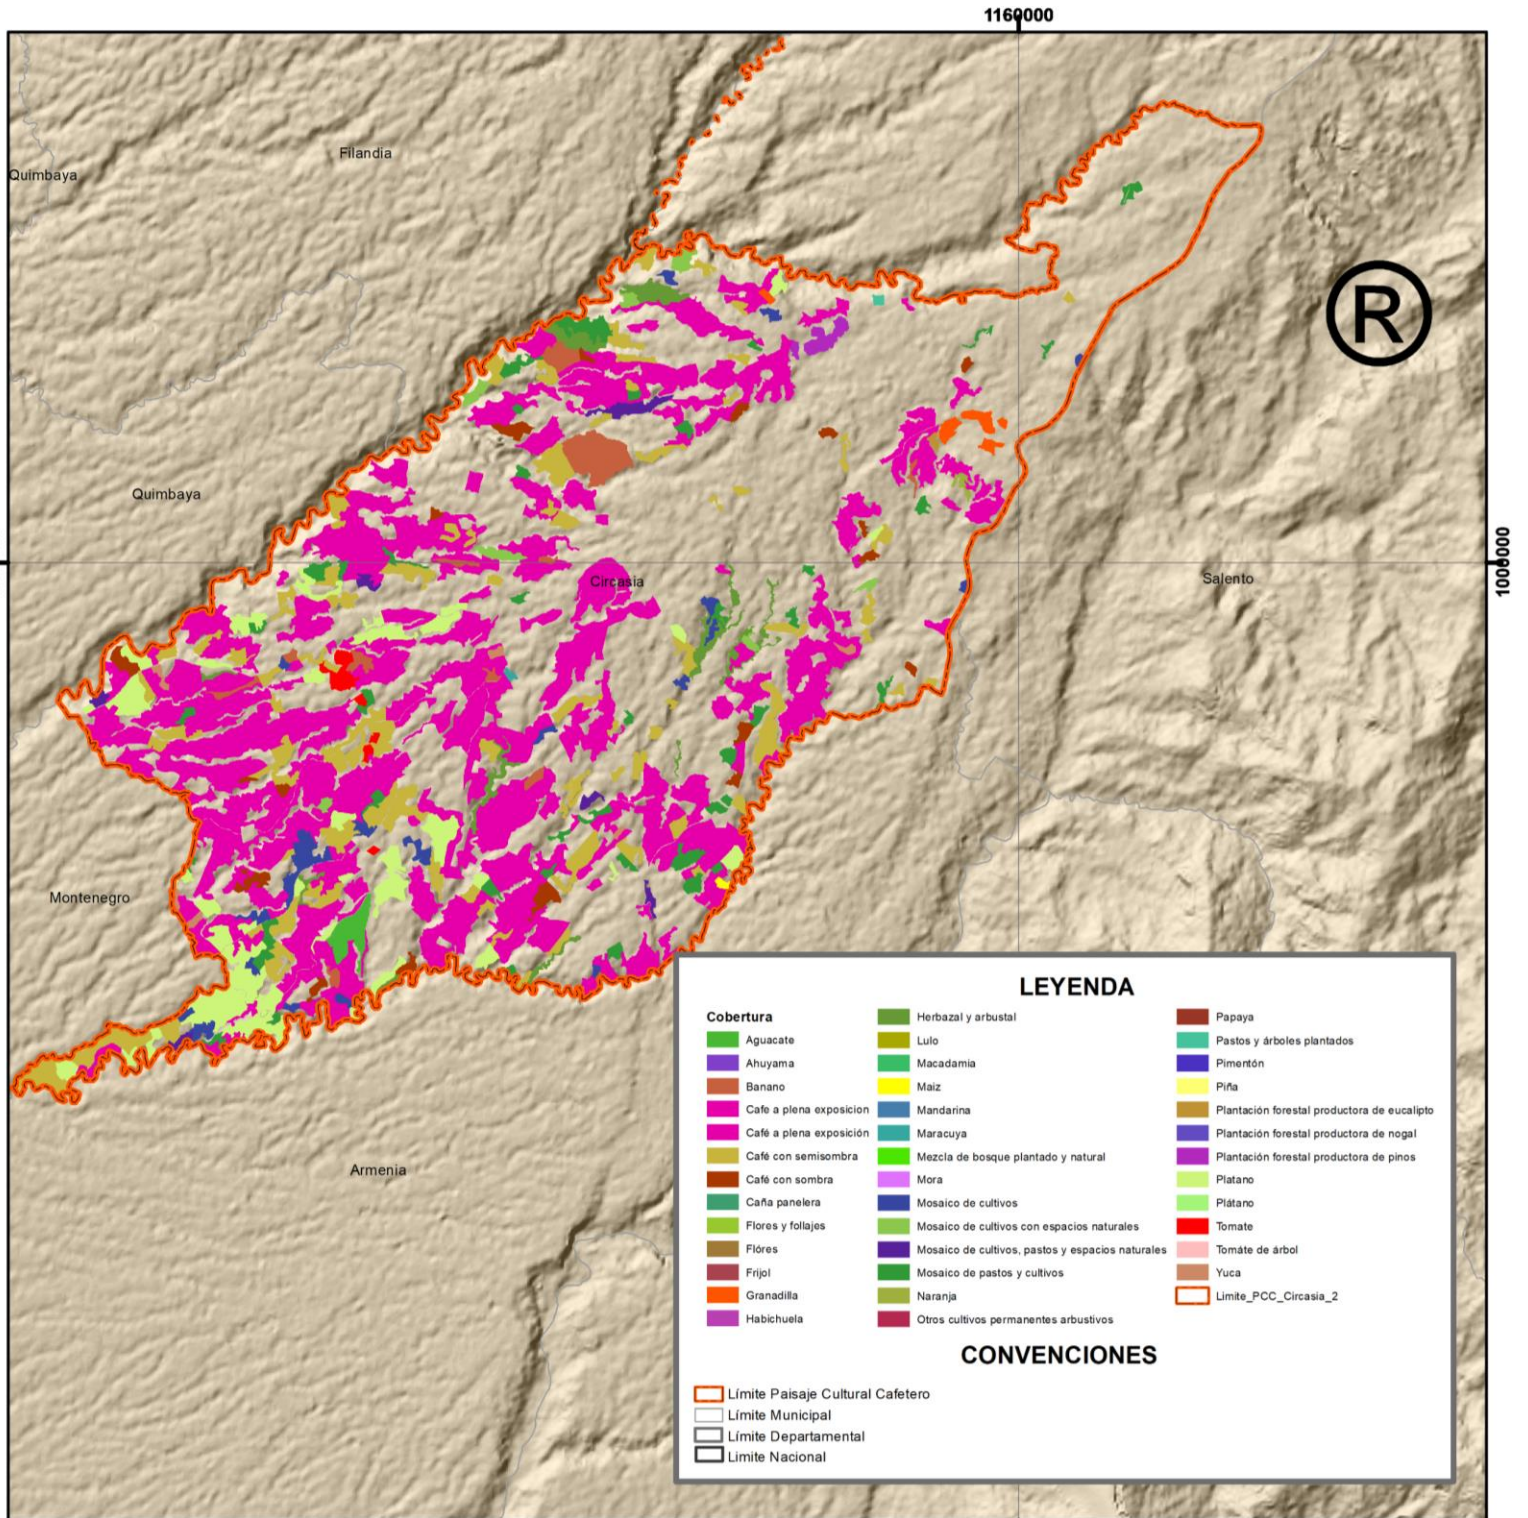 1160000
Filandia
Quimbaya
R
Quimbaya
1000000
Circasia
Salento
Montenegro
Armenia
LEYENDA
Cobertura
Aguacate
Ahuyama
Banano
Cafe a plena exposicion
Café a plena exposición
Café con semisombra
Café con sombra
Caña panelera
Flores y follajes
Flóres
Frijol
Granadilla
Habichuela
Herbazal y arbustal
Lulo
Macadamia
Maiz
Mandarina
Maracuya
Mezcla de bosque plantado y natural
Mora
Mosaico de cultivos
Mosaico de cultivos con espacios naturales
Mosaico de cultivos, pastos y espacios naturales
Mosaico de pastos y cultivos
Naranja
Otros cultivos permanentes arbustivos
Papaya
Pastos y árboles plantados
Pimentón
Piña
Plantación forestal productora de eucalipto
Plantación forestal productora de nogal
Plantación forestal productora de pinos
Platano
Plátano
Tomate
Tomáte de árbol
Yuca
Limite_PCC_Circasia_2
CONVENCIONES
Límite Paisaje Cultural Cafetero
Límite Municipal
Límite Departamental
Limite Nacional